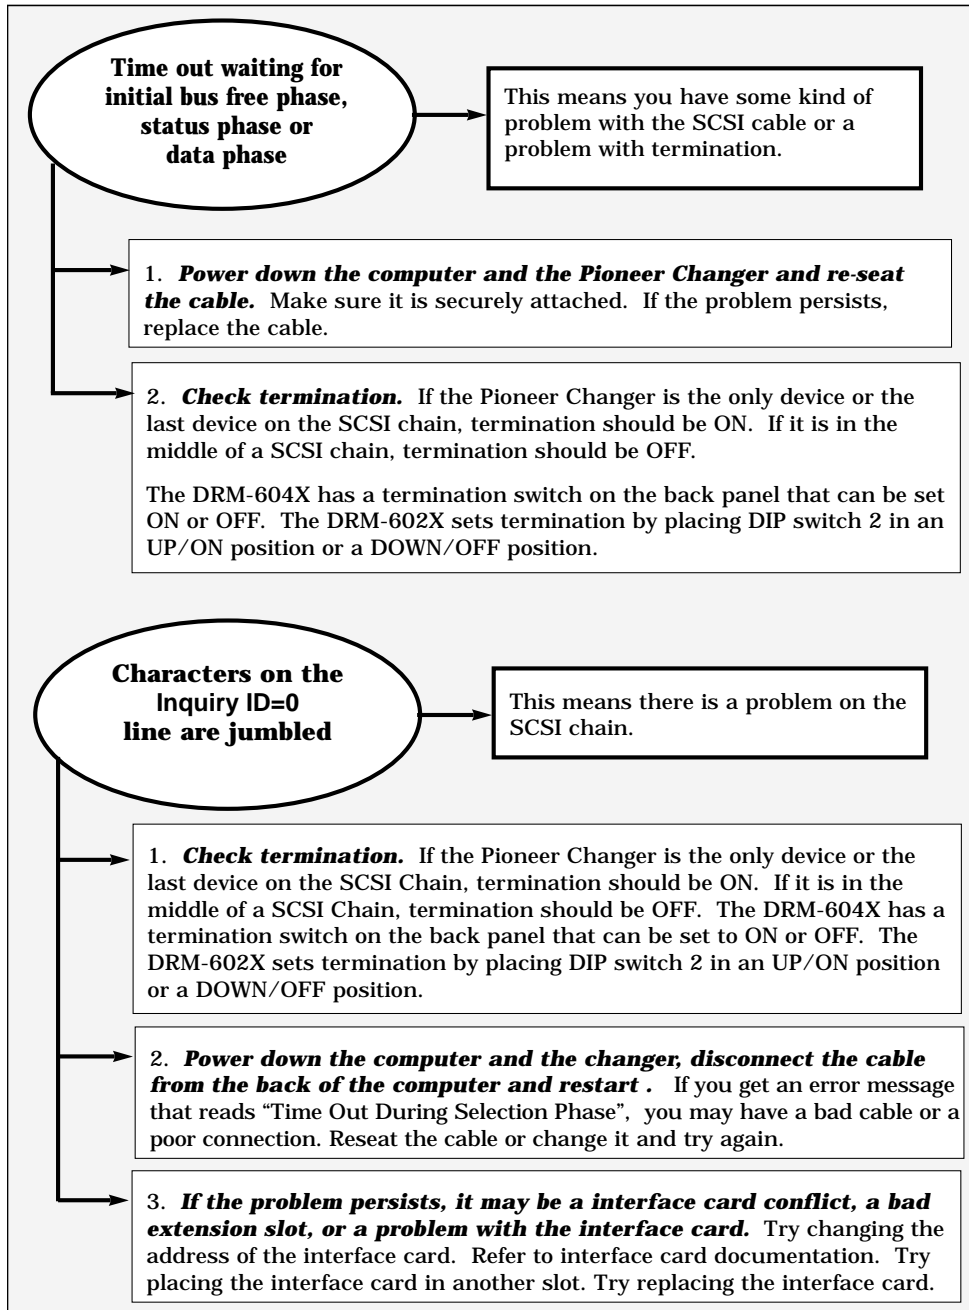 Time out waiting for
initial bus free phase,
status phase or
data phase
This means you have some kind of
problem with the SCSI cable or a
problem with termination.
1. Power down the computer and the Pioneer Changer and re-seat
the cable. Make sure it is securely attached. If the problem persists,
replace the cable.
2. Check termination. If the Pioneer Changer is the only device or the
last device on the SCSI chain, termination should be ON. If it is in the
middle of a SCSI chain, termination should be OFF.
The DRM-604X has a termination switch on the back panel that can be set
ON or OFF. The DRM-602X sets termination by placing DIP switch 2 in an
UP/ON position or a DOWN/OFF position.
Characters on the
Inquiry ID=0
line are jumbled
This means there is a problem on the
SCSI chain.
1. Check termination. If the Pioneer Changer is the only device or the
last device on the SCSI Chain, termination should be ON. If it is in the
middle of a SCSI Chain, termination should be OFF. The DRM-604X has a
termination switch on the back panel that can be set to ON or OFF. The
DRM-602X sets termination by placing DIP switch 2 in an UP/ON position
or a DOWN/OFF position.
2. Power down the computer and the changer, disconnect the cable
from the back of the computer and restart . If you get an error message
that reads “Time Out During Selection Phase”, you may have a bad cable or a
poor connection. Reseat the cable or change it and try again.
3. If the problem persists, it may be a interface card conflict, a bad
extension slot, or a problem with the interface card. Try changing the
address of the interface card. Refer to interface card documentation. Try
placing the interface card in another slot. Try replacing the interface card.